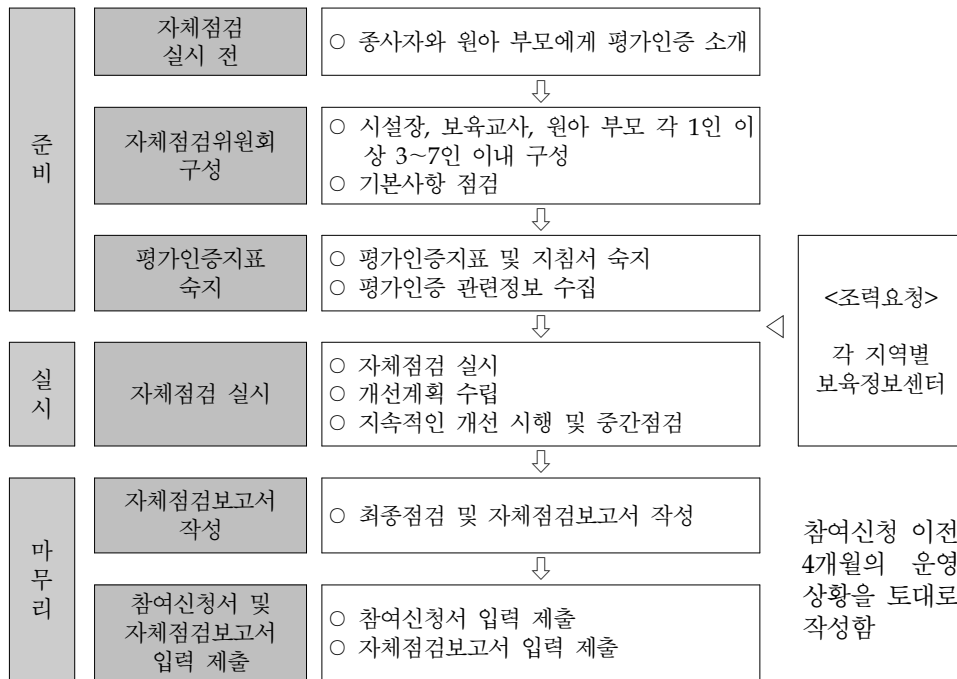 준
비
자체점검
실시 전
○ 종사자와 원아 부모에게 평가인증 소개
자체점검위원회
구성
○ 시설장, 보육교사, 원아 부모 각 1인 이
상 3~7인 이내 구성
○ 기본사항 점검
평가인증지표
숙지
○ 평가인증지표 및 지침서 숙지
○ 평가인증 관련정보 수집
<조력요청>
각 지역별
보육정보센터
실
시
자체점검 실시
○ 자체점검 실시
○ 개선계획 수립
○ 지속적인 개선 시행 및 중간점검
마
무
리
자체점검보고서
작성
○ 최종점검 및 자체점검보고서 작성
참여신청서 및
자체점검보고서
입력 제출
○ 참여신청서 입력 제출
○ 자체점검보고서 입력 제출
참여신청 이전
4개월의 운영
상황을 토대로
작성함